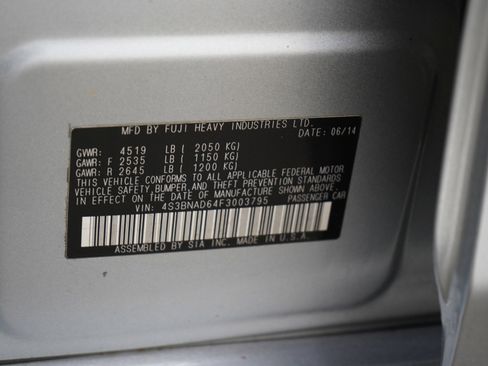 MFD BY FUJI HEAVY INDUSTRIES LTD.
DATE: 06/14
GVWR: 4519 LB ( 2050 KG)
GAWR: F 2535 LB ( 1150 KG)
GAWR: R 2645 LB ( 1200 KG)
THIS VEHICLE CONFORMS TO ALL APPLICABLE FEDERAL MOTOR
VEHICLE SAFETY, BUMPER, AND THEFT PREVENTION STANDARDS
IN EFFECT ON THE DATE OF MANUFACTURE SHOWN ABOVE.
VIN: 4S3BNAD64F3003795 PASSENGER CAR
ASSEMBLED BY SIA INC. MADE IN U.S.A.